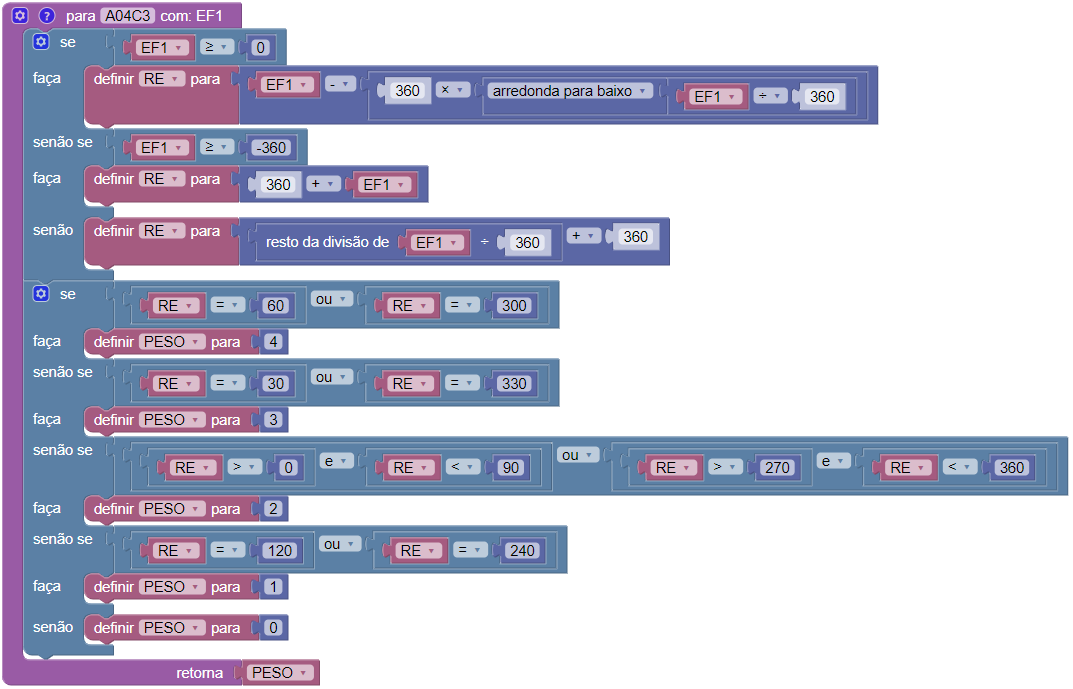 ? para A04C3 com: EF1
se EF1 ≥ 0
faça definir RE para EF1 - 360 × arredonda para baixo EF1 ÷ 360
senão se EF1 ≥ -360
faça definir RE para 360 + EF1
senão definir RE para resto da divisão de EF1 ÷ 360 + 360
se RE = 60 ou RE = 300
faça definir PESO para 4
senão se RE = 30 ou RE = 330
faça definir PESO para 3
senão se RE > 0 e RE < 90 ou RE > 270 e RE < 360
faça definir PESO para 2
senão se RE = 120 ou RE = 240
faça definir PESO para 1
senão definir PESO para 0
retorna PESO